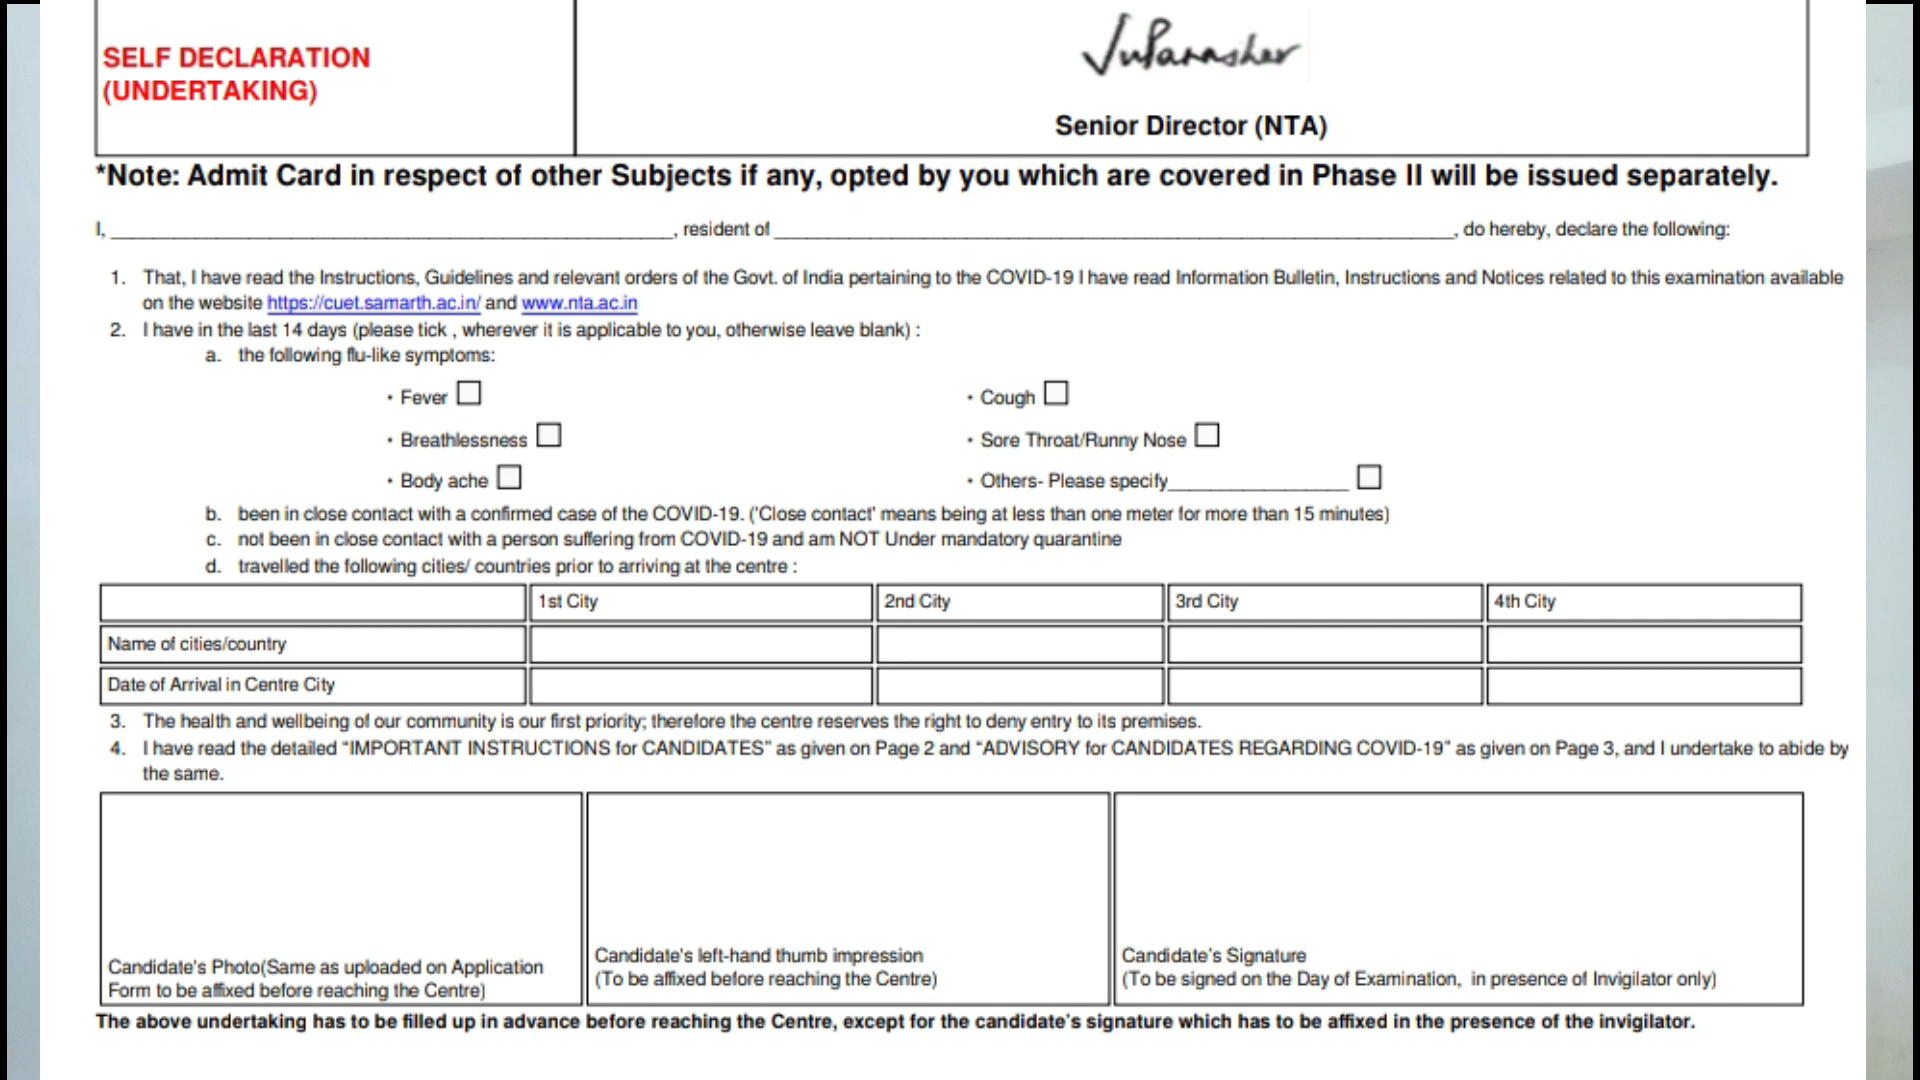 SELF DECLARATION
(UNDERTAKING)
JuParasher
Senior Director (NTA)
*Note: Admit Card in respect of other Subjects if any, opted by you which are covered in Phase II will be issued separately.
I, ______________________________, resident of ______________________________, do hereby, declare the following:
1. That, I have read the Instructions, Guidelines and relevant orders of the Govt. of India pertaining to the COVID-19 I have read Information Bulletin, Instructions and Notices related to this examination available
on the website https://cuet.samarth.ac.in/ and www.nta.ac.in
2. I have in the last 14 days (please tick , wherever it is applicable to you, otherwise leave blank) :
a. the following flu-like symptoms:
• Fever
• Cough
• Breathlessness
• Sore Throat/Runny Nose
• Body ache
• Others- Please specify__________________
b. been in close contact with a confirmed case of the COVID-19. ('Close contact' means being at less than one meter for more than 15 minutes)
c. not been in close contact with a person suffering from COVID-19 and am NOT Under mandatory quarantine
d. travelled the following cities/ countries prior to arriving at the centre :
1st City 2nd City 3rd City 4th City
Name of cities/country
Date of Arrival in Centre City
3. The health and wellbeing of our community is our first priority; therefore the centre reserves the right to deny entry to its premises.
4. I have read the detailed “IMPORTANT INSTRUCTIONS for CANDIDATES” as given on Page 2 and “ADVISORY for CANDIDATES REGARDING COVID-19” as given on Page 3, and I undertake to abide by
the same.
Candidate's Photo(Same as uploaded on Application
Form to be affixed before reaching the Centre)
Candidate's left-hand thumb impression
(To be affixed before reaching the Centre)
Candidate's Signature
(To be signed on the Day of Examination, in presence of Invigilator only)
The above undertaking has to be filled up in advance before reaching the Centre, except for the candidate's signature which has to be affixed in the presence of the invigilator.